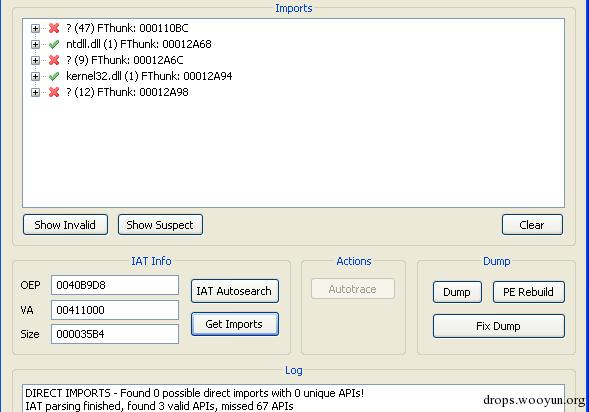 Imports
? (47) FThunk: 000110BC
ntdll.dll (1) FThunk: 00012A68
? (9) FThunk: 00012A6C
kernel32.dll (1) FThunk: 00012A94
? (12) FThunk: 00012A98
Show Invalid Show Suspect Clear
IAT Info Actions Dump
OEP 0040B9D8 IAT Autosearch Autotrace Dump PE Rebuild
VA 00411000
Size 000035B4 Get Imports Fix Dump
Log
DIRECT IMPORTS - Found 0 possible direct imports with 0 unique APIs!
IAT parsing finished, found 3 valid APIs, missed 67 APIs
drops.wooyun.org